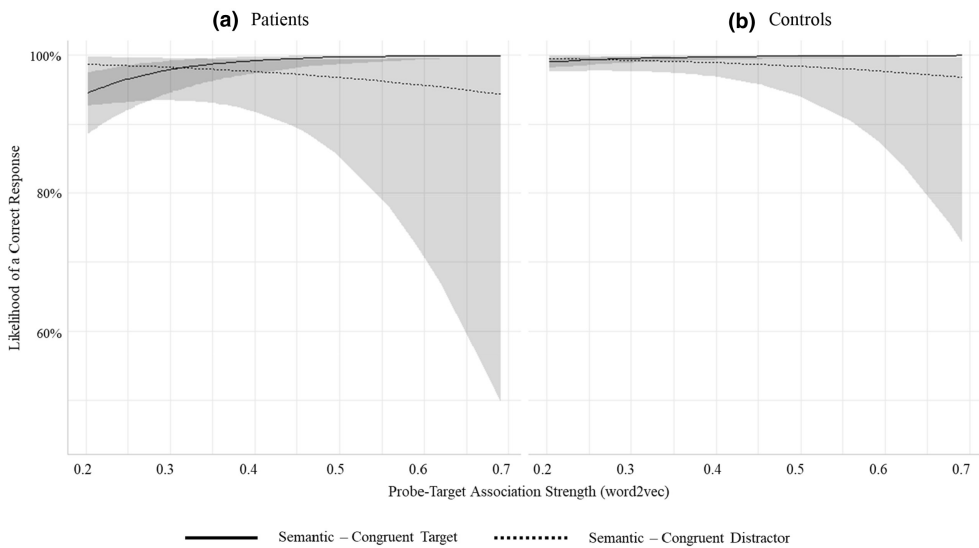 (a) Patients
(b) Controls
Likelihood of a Correct Response
100%
80%
60%
0.2 0.3 0.4 0.5 0.6 0.7
0.2 0.3 0.4 0.5 0.6 0.7
Probe-Target Association Strength (word2vec)
Semantic – Congruent Target
Semantic – Congruent Distractor